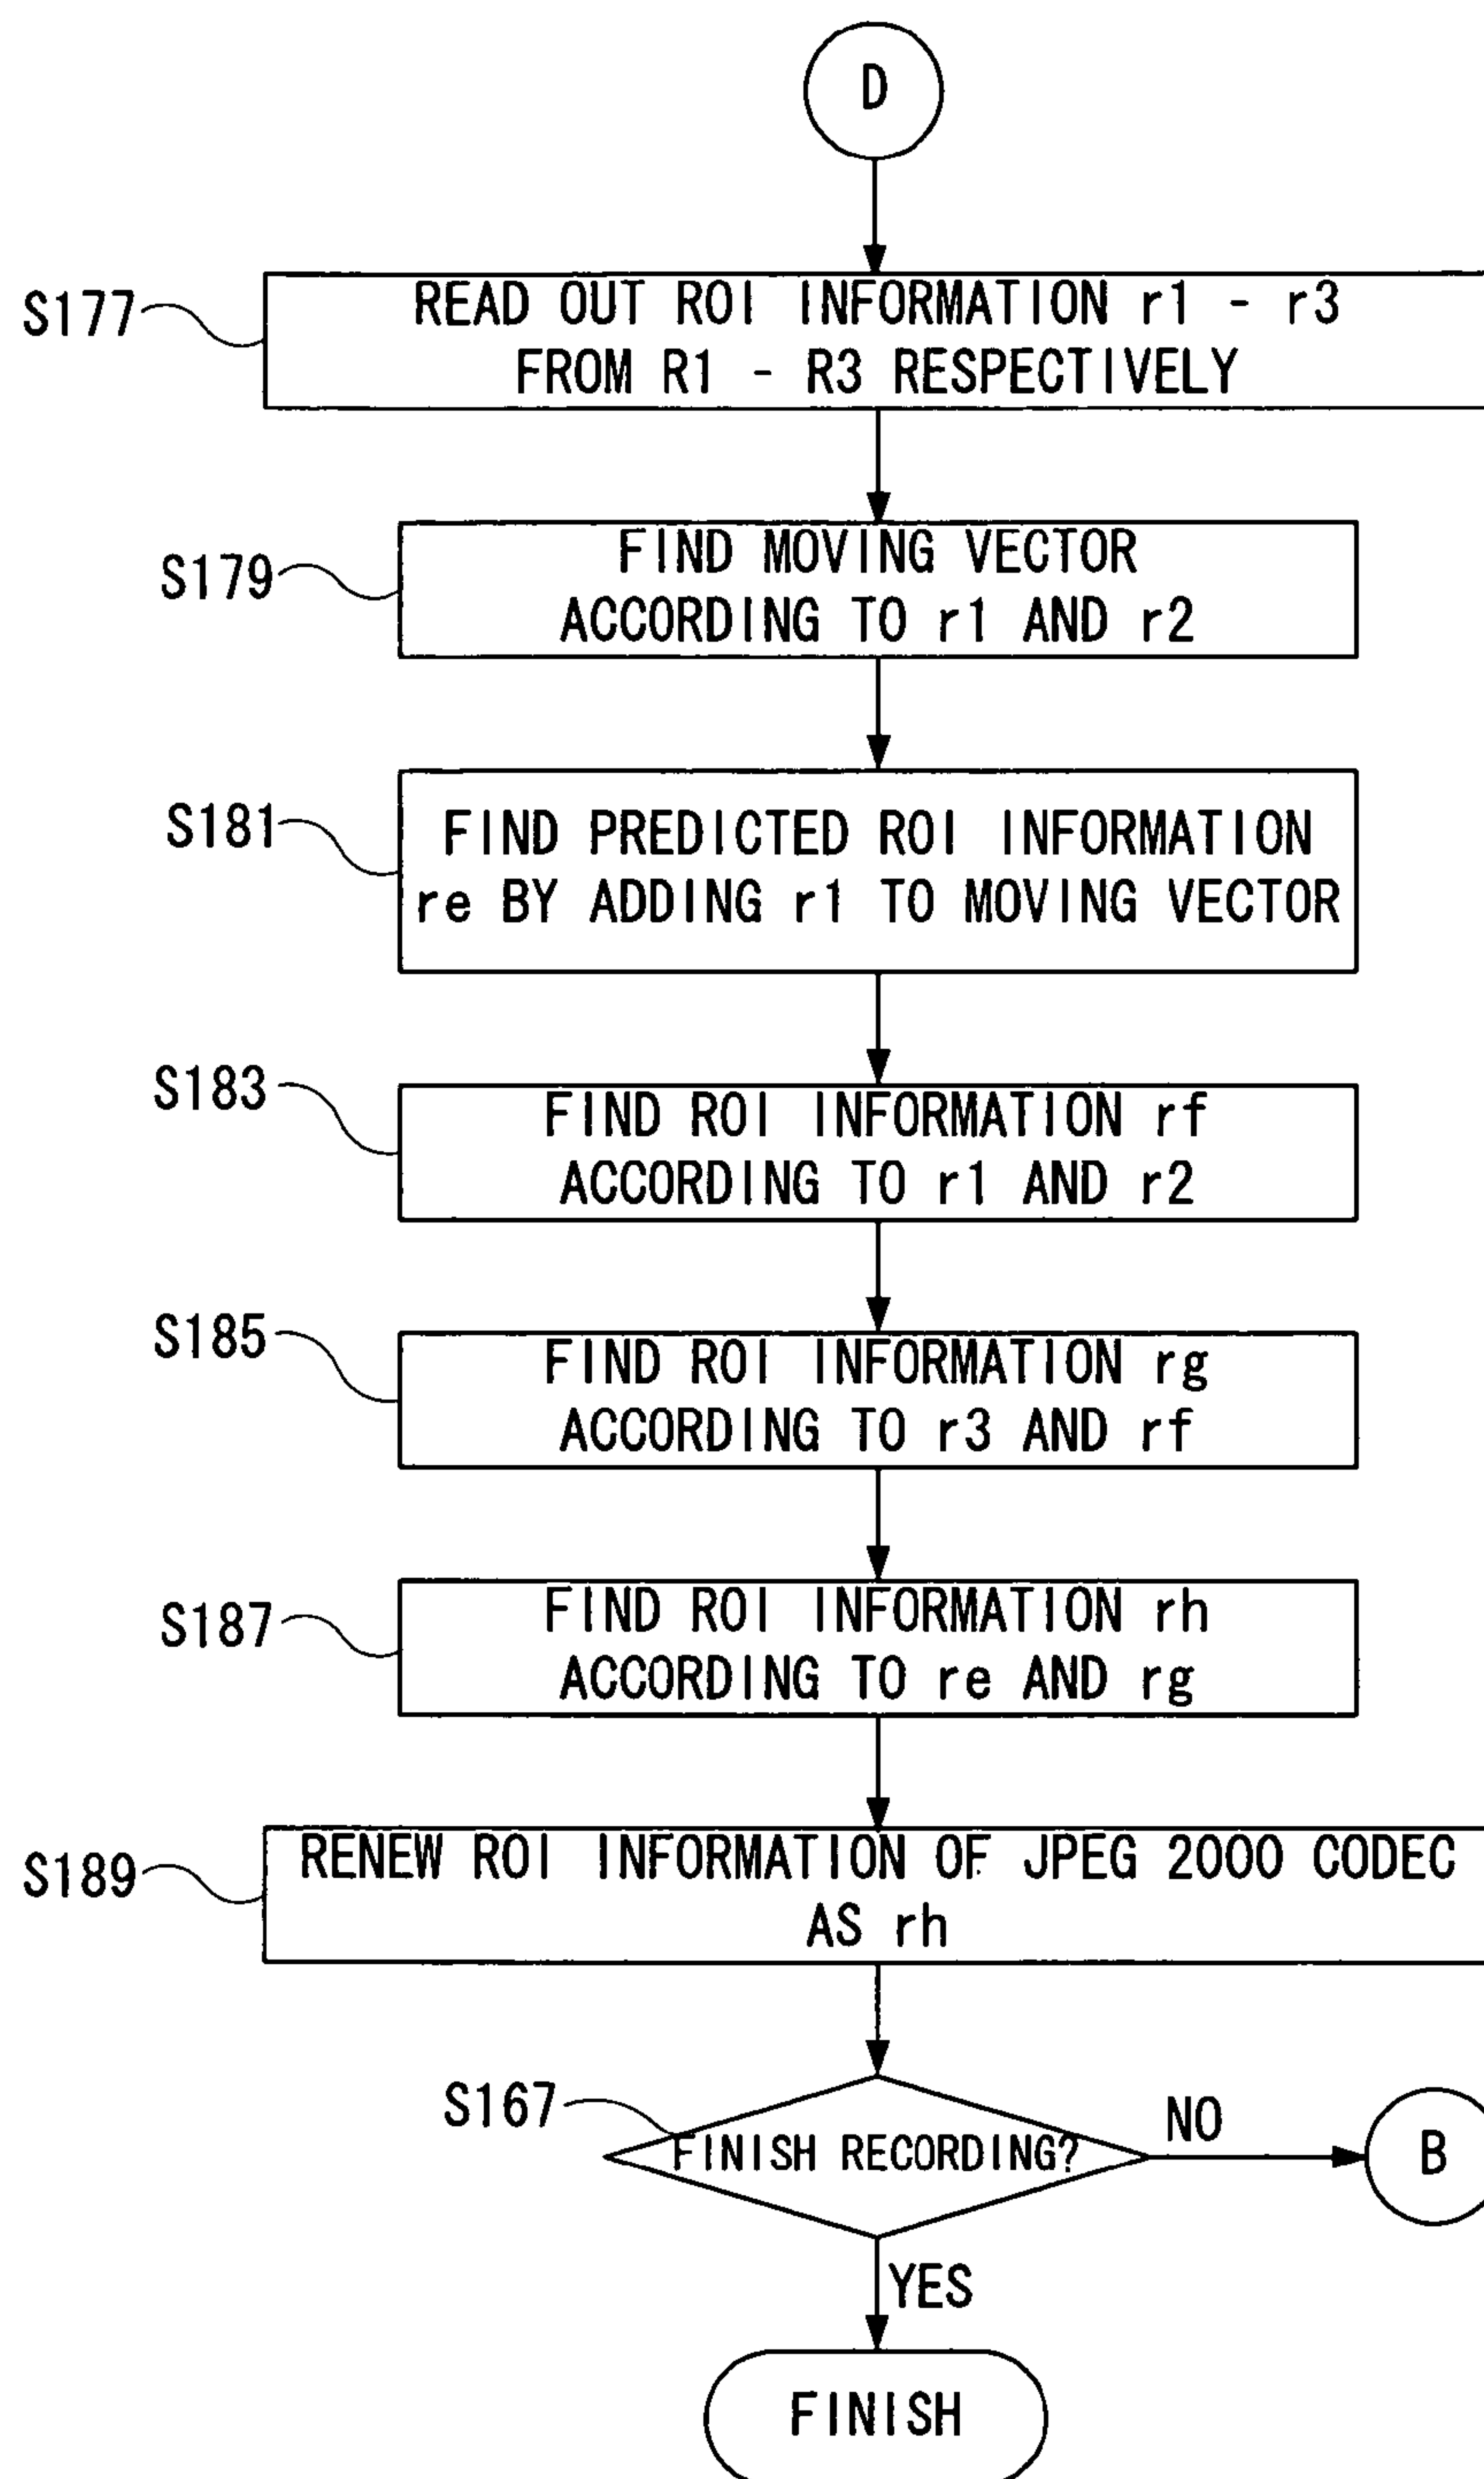 D
S177
READ OUT ROI INFORMATION r1 - r3
FROM R1 - R3 RESPECTIVELY
S179
FIND MOVING VECTOR
ACCORDING TO r1 AND r2
S181
FIND PREDICTED ROI INFORMATION
re BY ADDING r1 TO MOVING VECTOR
S183
FIND ROI INFORMATION rf
ACCORDING TO r1 AND r2
S185
FIND ROI INFORMATION rg
ACCORDING TO r3 AND rf
S187
FIND ROI INFORMATION rh
ACCORDING TO re AND rg
S189
RENEW ROI INFORMATION OF JPEG 2000 CODEC
AS rh
S167
FINISH RECORDING?
NO
B
YES
FINISH